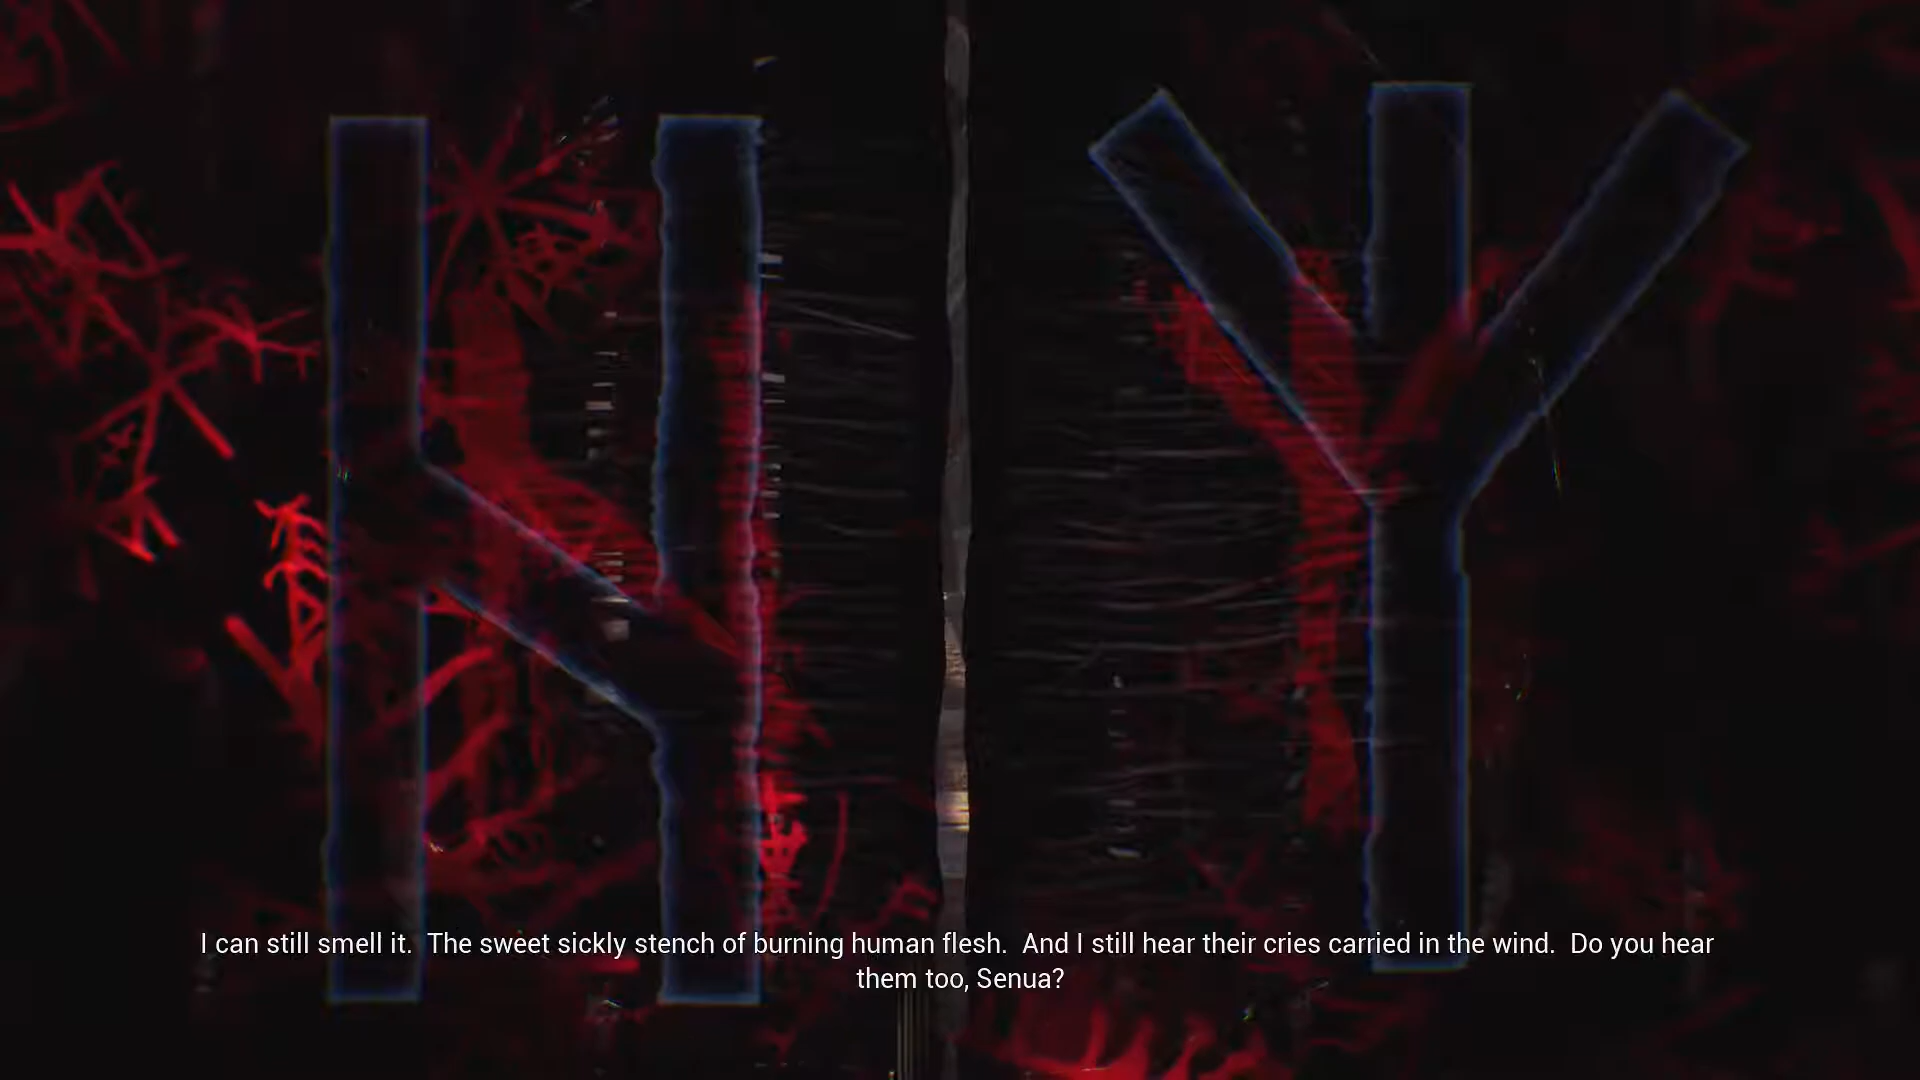 ᚺ ᛉ
I can still smell it.  The sweet sickly stench of burning human flesh.  And I still hear their cries carried in the wind.  Do you hear
them too, Senua?